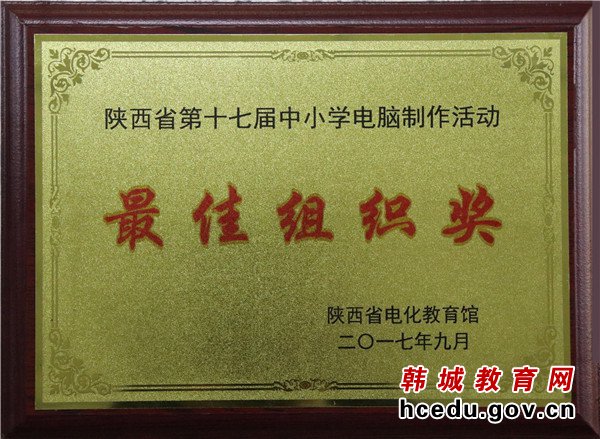 陕西省第十七届中小学电脑制作活动
最佳组织奖
陕西省电化教育馆
二〇一七年九月
韩城教育网
hcedu.gov.cn